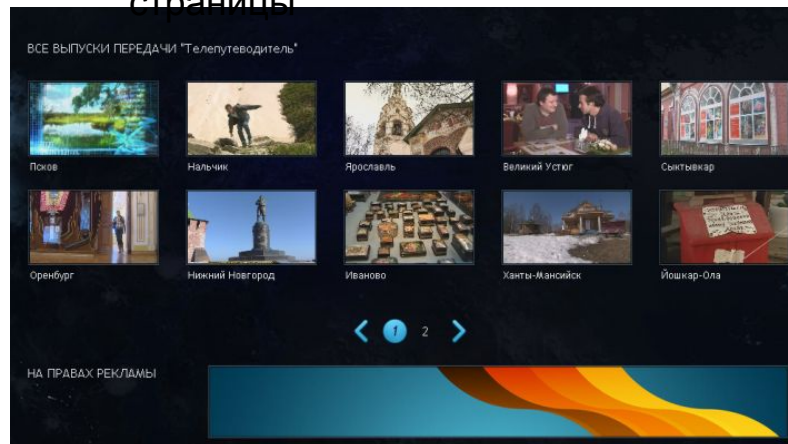 страницы
ВСЕ ВЫПУСКИ ПЕРЕДАЧИ "Телепутеводитель"
Псков
Нальчик
Ярославль
Великий Устюг
Сыктывкар
Оренбург
Нижний Новгород
Иваново
Ханты-Мансийск
Йошкар-Ола
1 2
НА ПРАВАХ РЕКЛАМЫ